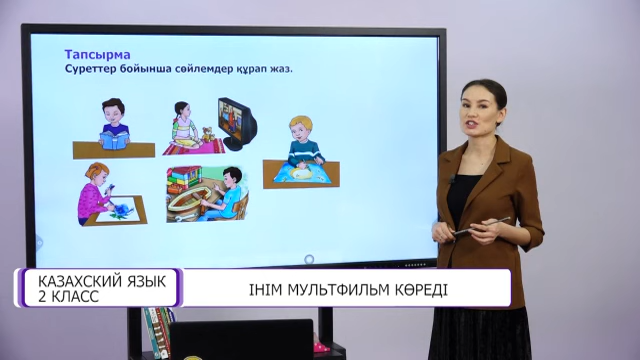 Тапсырма
Суреттер бойынша сөйлемдер құрап жаз.
КАЗАХСКИЙ ЯЗЫК
2 КЛАСС
ІНІМ МУЛЬТФИЛЬМ КӨРЕДІ